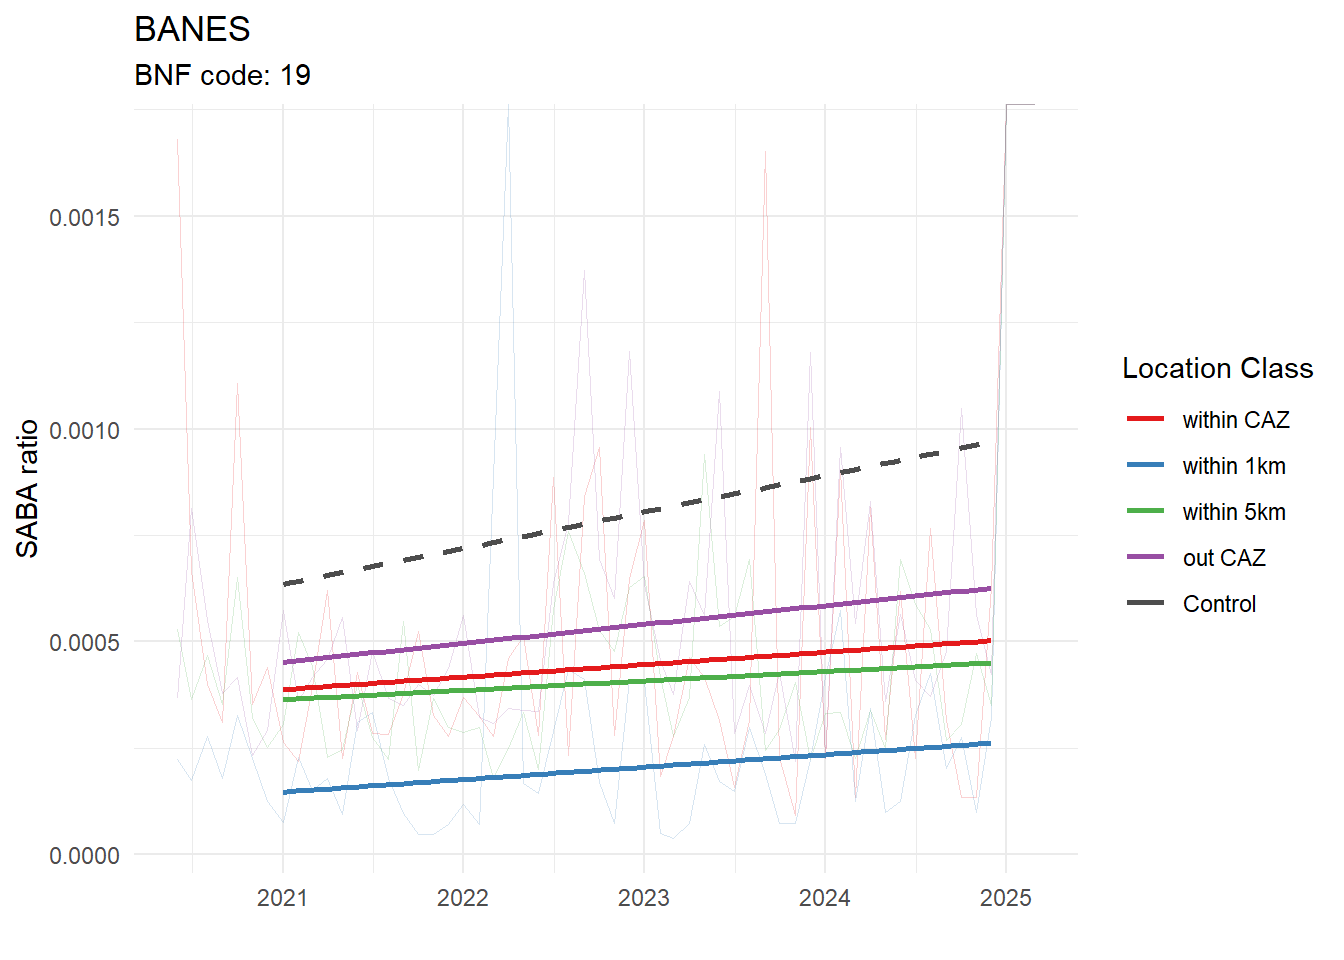 BANES
BNF code: 19
SABA ratio
0.0015
0.0010
0.0005
0.0000
2021
2022
2023
2024
2025
Location Class
within CAZ
within 1km
within 5km
out CAZ
Control